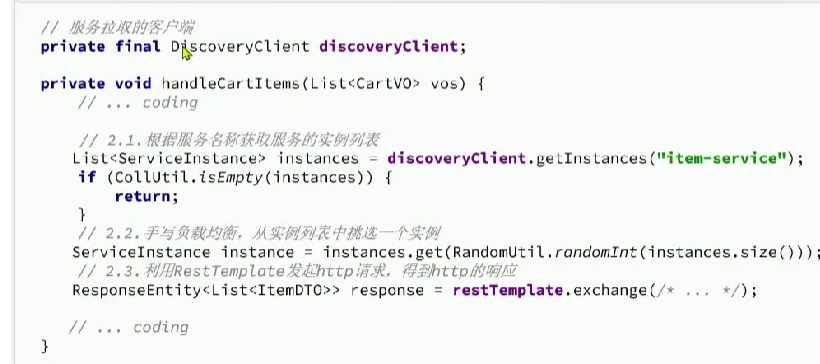 // 服务拉取的客户端
private final DiscoveryClient discoveryClient;
private void handleCartItems(List<CartVO> vos) {
// ... coding
// 2.1.根据服务名称获取服务的实例列表
List<ServiceInstance> instances = discoveryClient.getInstances("item-service");
if (CollUtil.isEmpty(instances)) {
return;
}
// 2.2.手写负载均衡，从实例列表中挑选一个实例
ServiceInstance instance = instances.get(RandomUtil.randomInt(instances.size()));
// 2.3.利用RestTemplate发起http请求，得到http的响应
ResponseEntity<List<ItemDTO>> response = restTemplate.exchange(/* ... */);
// ... coding
}